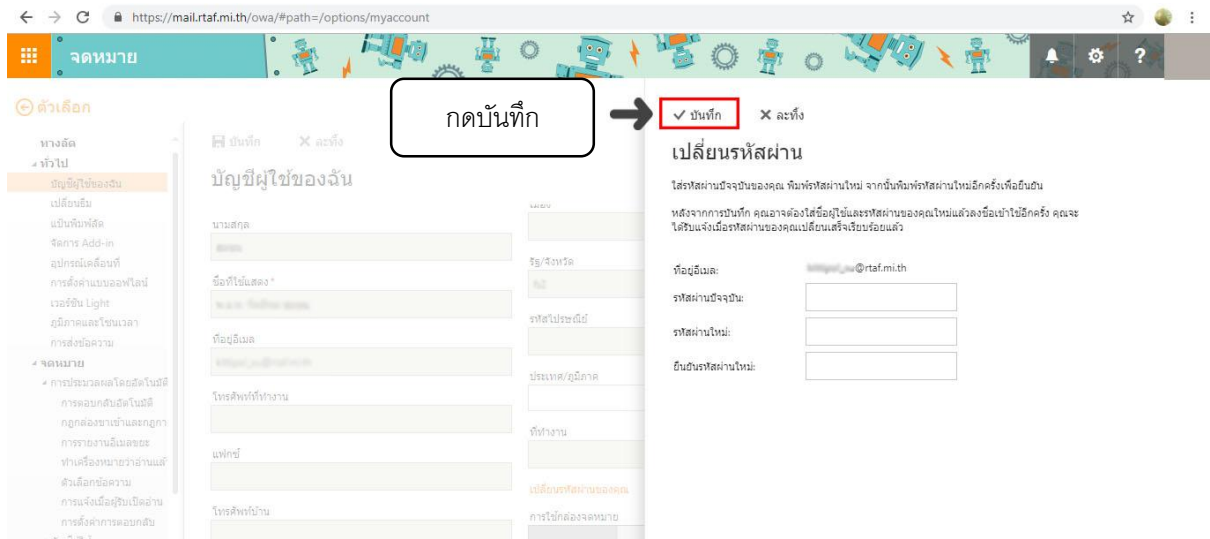 https://mail.rtaf.mi.th/owa/#path=/options/myaccount
จดหมาย
?
ตัวเลือก
ทางลัด
ทั่วไป
บัญชีผู้ใช้ของฉัน
เปลี่ยนธีม
แป้นพิมพ์ลัด
จัดการ Add-in
อุปกรณ์เคลื่อนที่
การตั้งค่าแบบออฟไลน์
เวอร์ชัน Light
ภูมิภาคและโซนเวลา
การส่งข้อความ
จดหมาย
การประมวลผลโดยอัตโนมัติ
การตอบกลับอัตโนมัติ
กฎกล่องขาเข้าและกฎกา
การรายงานอีเมลขยะ
ทำเครื่องหมายว่าอ่านแล้
ตัวเลือกข้อความ
การแจ้งเมื่อผู้รับเปิดอ่าน
การตั้งค่าการตอบกลับ
บันทึก
ละทิ้ง
บัญชีผู้ใช้ของฉัน
นามสกุล
ชื่อที่ใช้แสดง *
ที่อยู่อีเมล
โทรศัพท์ที่ทำงาน
แฟกซ์
โทรศัพท์บ้าน
เมือง
รัฐ/จังหวัด
รหัสไปรษณีย์
ประเทศ/ภูมิภาค
ที่ทำงาน
เปลี่ยนรหัสผ่านของคุณ
การใช้กล่องจดหมาย
กดบันทึก
บันทึก
ละทิ้ง
เปลี่ยนรหัสผ่าน
ใส่รหัสผ่านปัจจุบันของคุณ พิมพ์รหัสผ่านใหม่ จากนั้นพิมพ์รหัสผ่านใหม่อีกครั้งเพื่อยืนยัน
หลังจากการบันทึก คุณอาจต้องใส่ชื่อผู้ใช้และรหัสผ่านของคุณใหม่แล้วลงชื่อเข้าใช้อีกครั้ง คุณจะ
ได้รับแจ้งเมื่อรหัสผ่านของคุณเปลี่ยนเสร็จเรียบร้อยแล้ว
ที่อยู่อีเมล:
@rtaf.mi.th
รหัสผ่านปัจจุบัน:
รหัสผ่านใหม่:
ยืนยันรหัสผ่านใหม่: